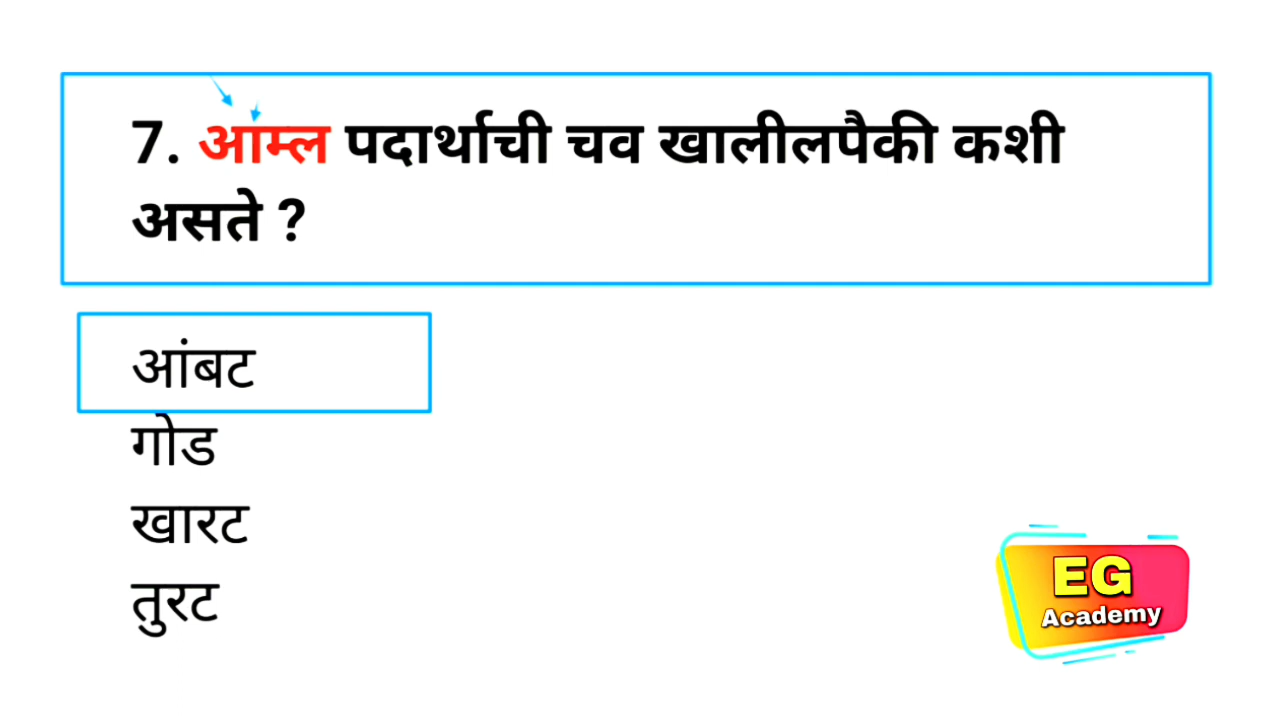 7. आम्ल पदार्थाची चव खालीलपैकी कशी
असते ?
आंबट
गोड
खारट
तुरट
EG
Academy